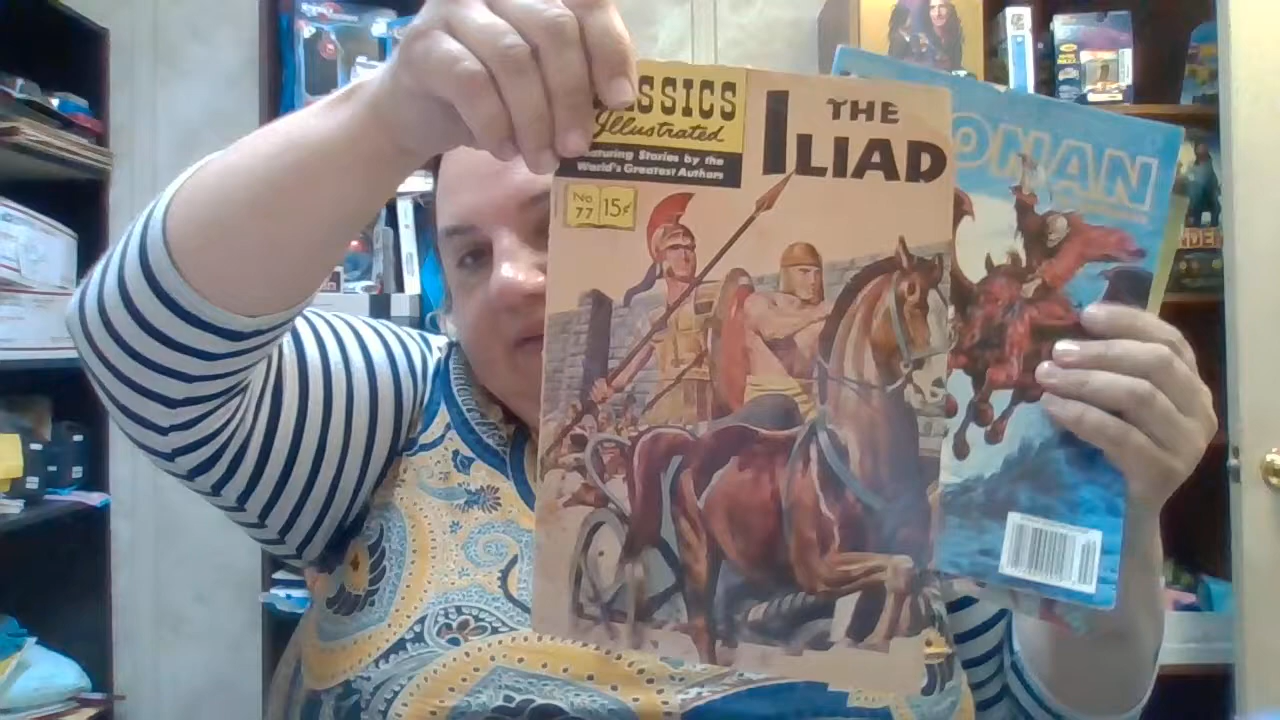 SSICS
Illustrated
aturing Stories by the
World's Greatest Authors
THE
ILIAD
No.
77
15¢
ONAN